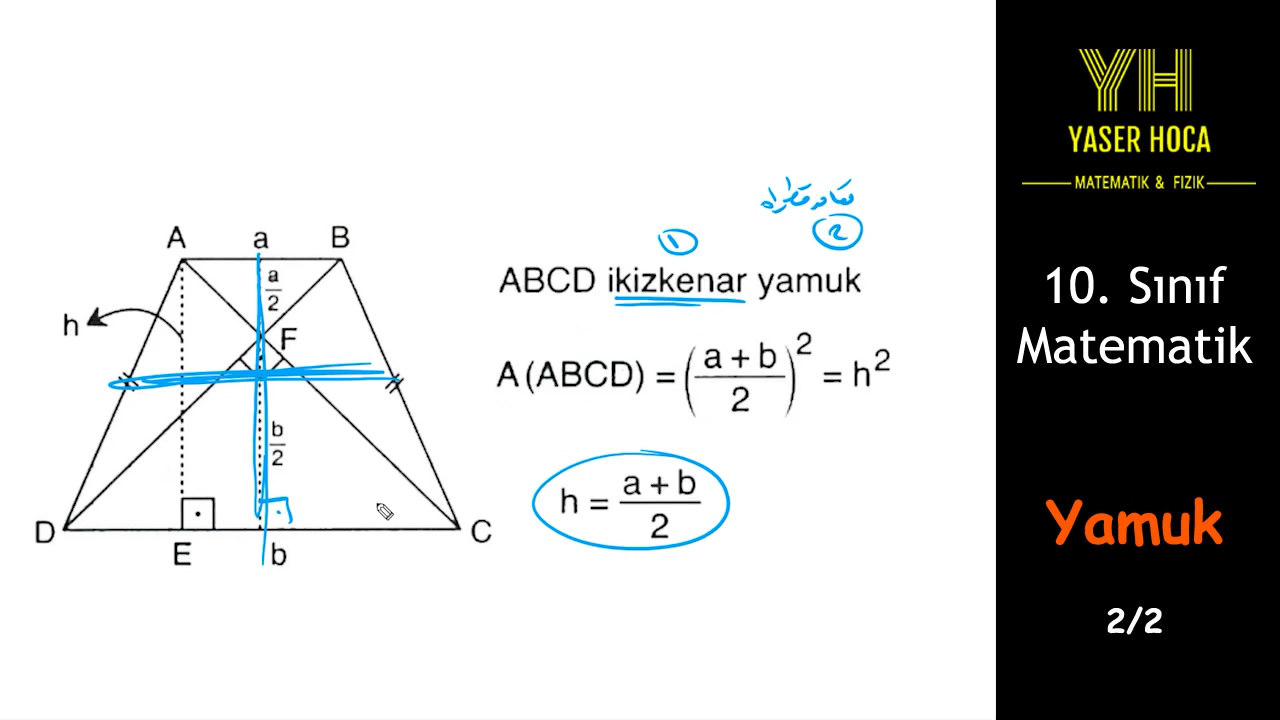 YH
YASER HOCA
MATEMATIK & FIZIK
10. Sınıf
Matematik
Yamuk
2/2
A a B
a/2
h
F
b/2
D E b C
① ②
ABCD ikizkenar yamuk
A(ABCD) = ((a+b)/2)² = h²
h = (a+b)/2